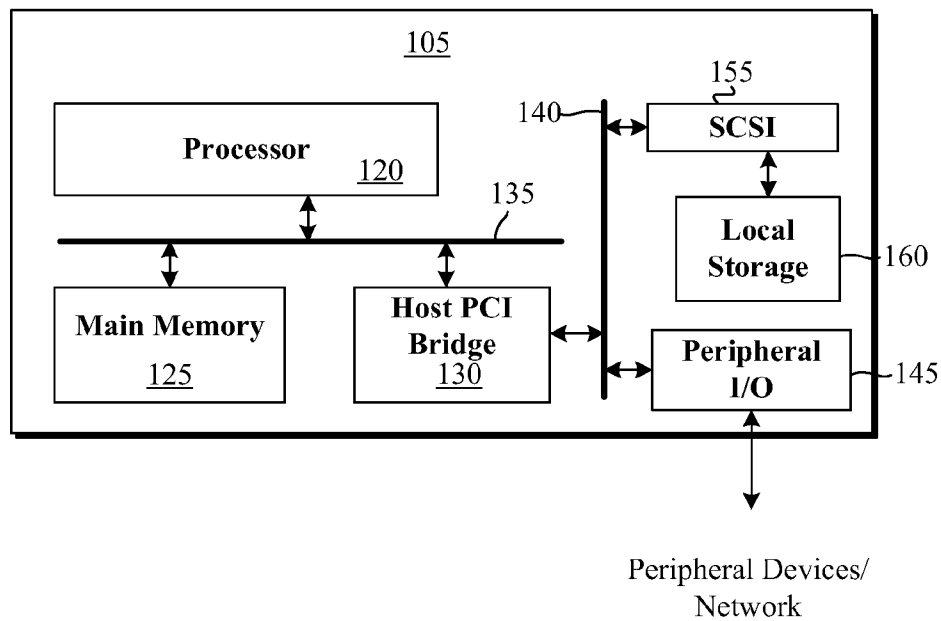 105
155
140
SCSI
Processor
120
135
Local
Storage
160
Main Memory
125
Host PCI
Bridge
130
Peripheral
I/O
145
Peripheral Devices/
Network